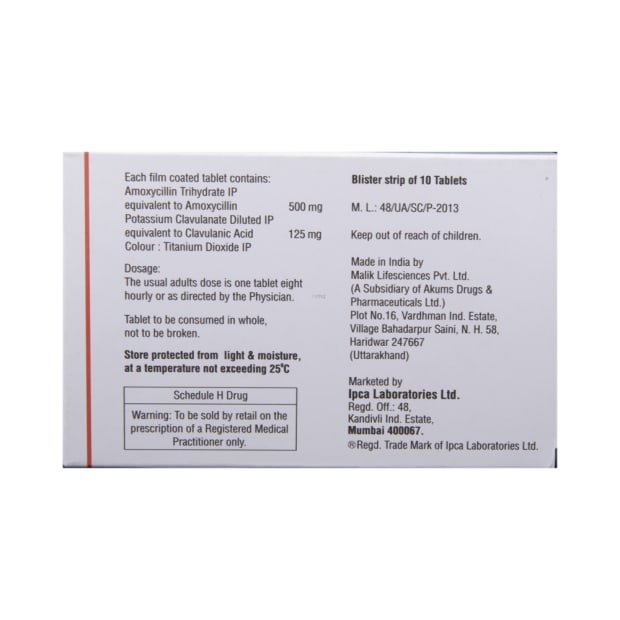 Each film coated tablet contains:
Amoxycillin Trihydrate IP
equivalent to Amoxycillin 500 mg
Potassium Clavulanate Diluted IP
equivalent to Clavulanic Acid 125 mg
Colour : Titanium Dioxide IP
Dosage:
The usual adults dose is one tablet eight
hourly or as directed by the Physician.
Tablet to be consumed in whole,
not to be broken.
Store protected from light & moisture,
at a temperature not exceeding 25°C
Schedule H Drug
Warning: To be sold by retail on the
prescription of a Registered Medical
Practitioner only.
Blister strip of 10 Tablets
M. L.: 48/UA/SC/P-2013
Keep out of reach of children.
Made in India by
Malik Lifesciences Pvt. Ltd.
(A Subsidiary of Akums Drugs &
Pharmaceuticals Ltd.)
Plot No.16, Vardhman Ind. Estate,
Village Bahadarpur Saini, N. H. 58,
Haridwar 247667
(Uttarakhand)
Marketed by
Ipca Laboratories Ltd.
Regd. Off.: 48,
Kandivli Ind. Estate,
Mumbai 400067.
®Regd. Trade Mark of Ipca Laboratories Ltd.